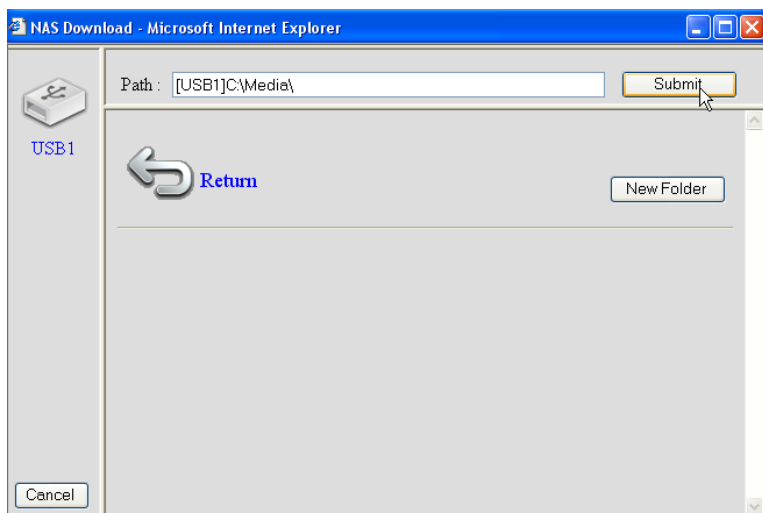 NAS Download - Microsoft Internet Explorer
Path : [USB1]C:\Media\ Submit
USB1
Return
New Folder
Cancel